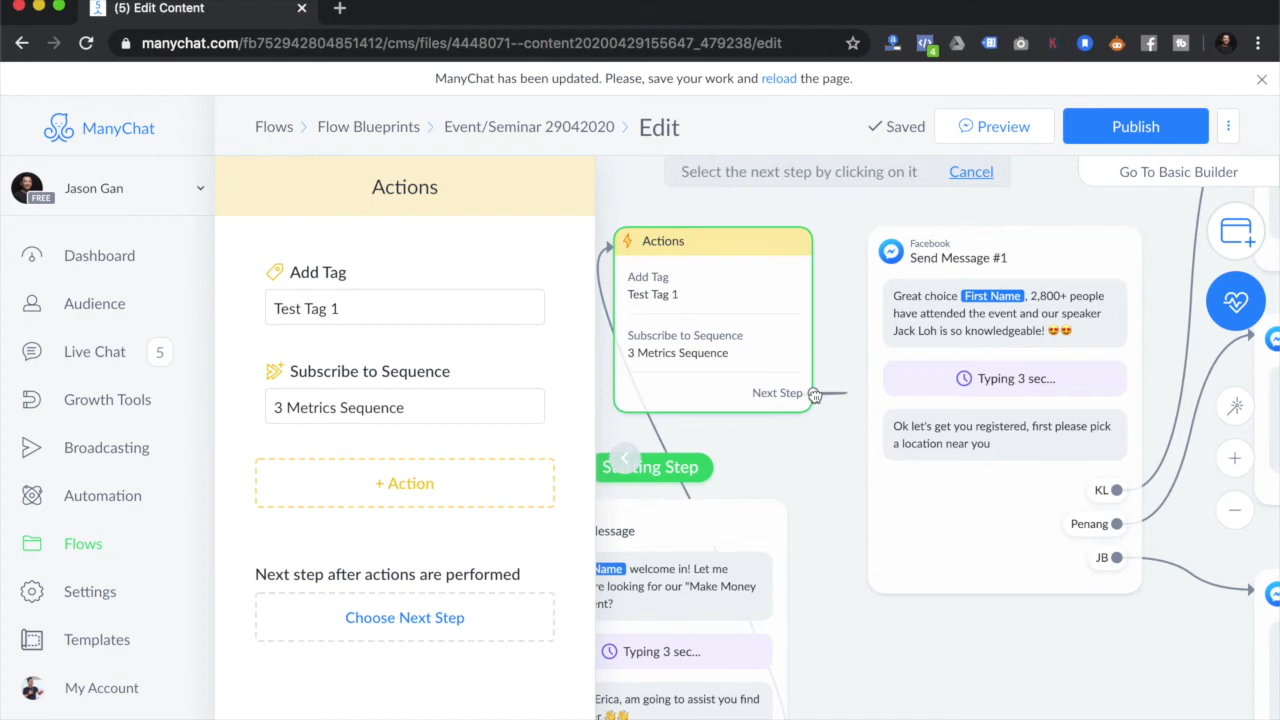 (5) Edit Content
manychat.com/fb752942804851412/cms/files/4448071--content20200429155647_479238/edit
4
ManyChat has been updated. Please, save your work and reload the page.
ManyChat
Flows > Flow Blueprints > Event/Seminar 29042020 > Edit
Saved
Preview
Publish
Jason Gan
FREE
Dashboard
Audience
Live Chat 5
Growth Tools
Broadcasting
Automation
Flows
Settings
Templates
My Account
Actions
Add Tag
Test Tag 1
Subscribe to Sequence
3 Metrics Sequence
+ Action
Next step after actions are performed
Choose Next Step
Select the next step by clicking on it Cancel
Go To Basic Builder
Actions
Add Tag
Test Tag 1
Subscribe to Sequence
3 Metrics Sequence
Next Step
Starting Step
essage
Name welcome in! Let me
re looking for our "Make Money
ent?
Typing 3 sec...
Erica, am going to assist you find
er 👋👋
Facebook
Send Message #1
Great choice First Name, 2,800+ people
have attended the event and our speaker
Jack Loh is so knowledgeable! 😍😍
Typing 3 sec...
Ok let's get you registered, first please pick
a location near you
KL
Penang
JB